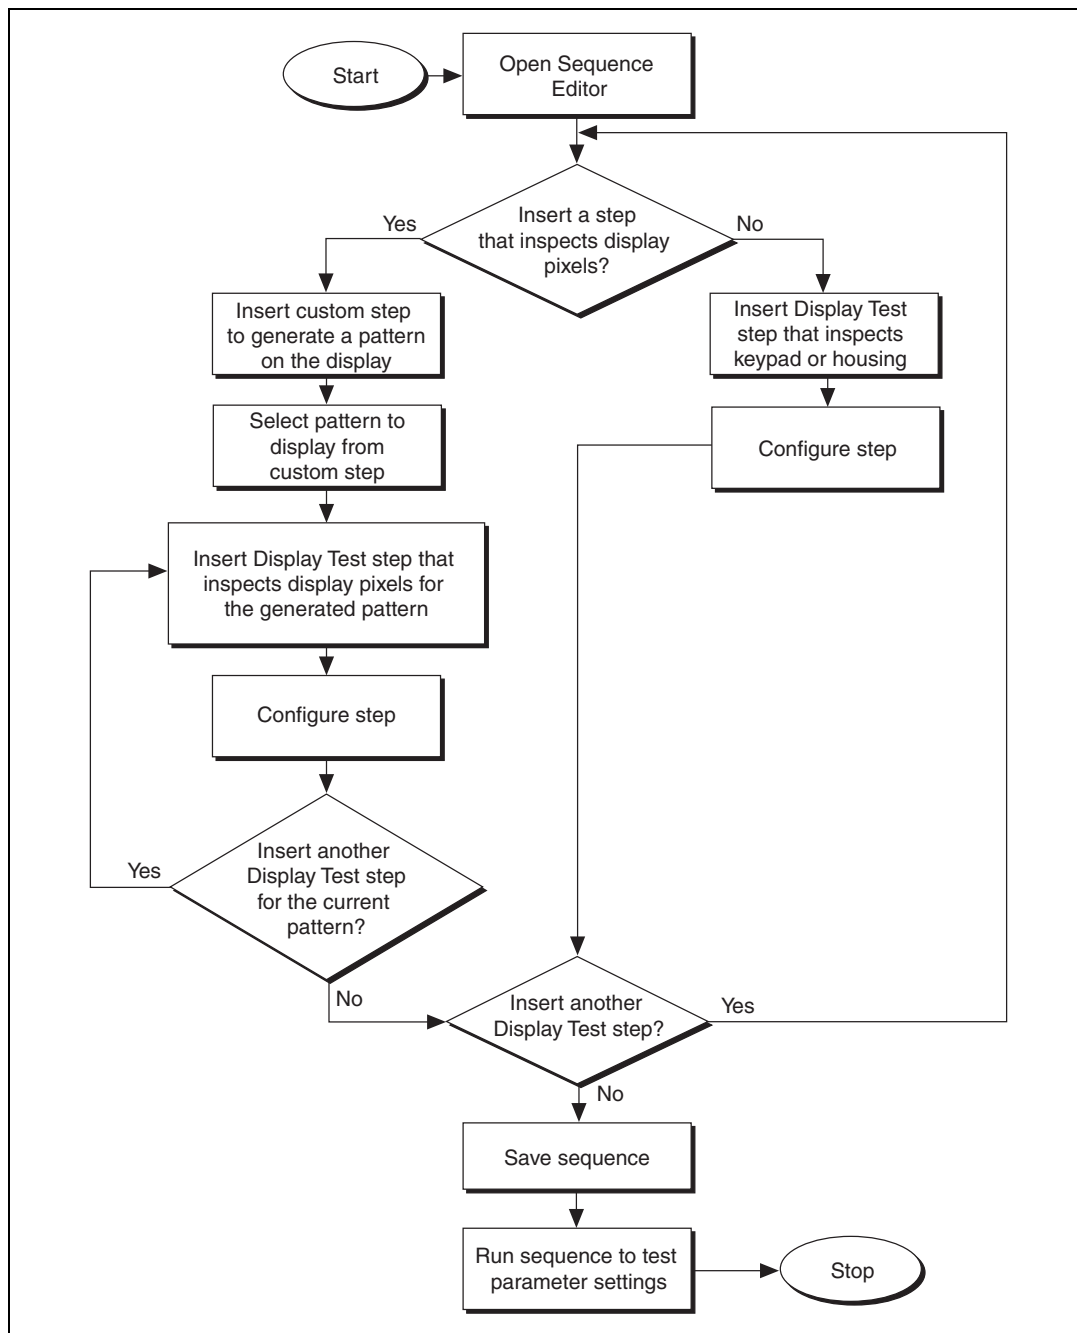 Start
Open Sequence
Editor
Insert a step
that inspects display
pixels?
Yes
No
Insert custom step
to generate a pattern
on the display
Insert Display Test
step that inspects
keypad or housing
Select pattern to
display from
custom step
Configure step
Insert Display Test step that
inspects display pixels for
the generated pattern
Configure step
Insert another
Display Test step
for the current
pattern?
Yes
No
Insert another
Display Test step?
Yes
No
Save sequence
Run sequence to test
parameter settings
Stop